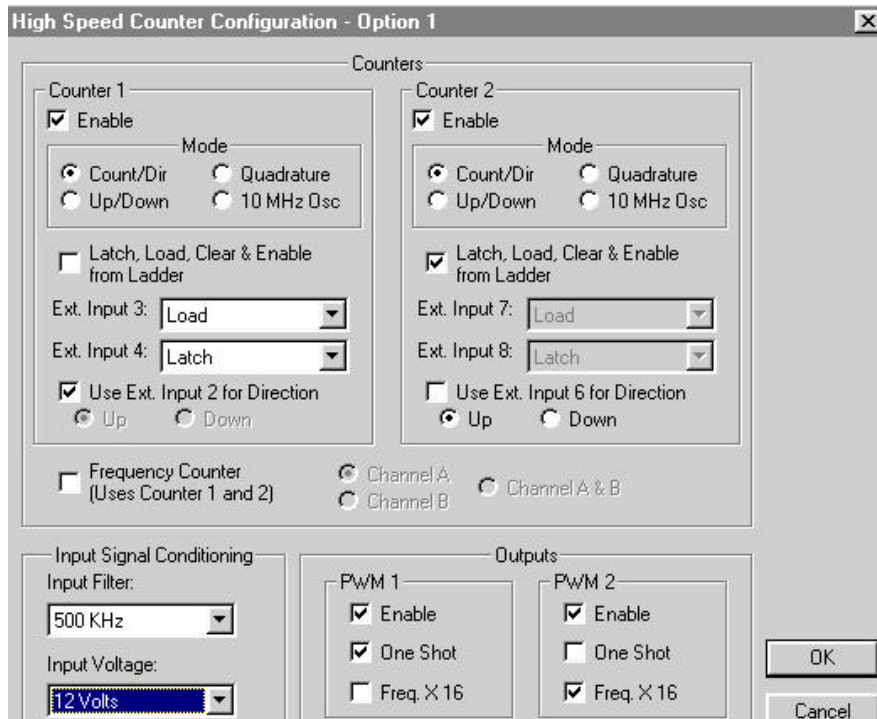 High Speed Counter Configuration - Option 1
Counters
Counter 1
Enable
Mode
Count/Dir
Quadrature
Up/Down
10 MHz Osc
Latch, Load, Clear & Enable
from Ladder
Ext. Input 3:
Load
Ext. Input 4:
Latch
Use Ext. Input 2 for Direction
Up
Down
Counter 2
Enable
Mode
Count/Dir
Quadrature
Up/Down
10 MHz Osc
Latch, Load, Clear & Enable
from Ladder
Ext. Input 7:
Load
Ext. Input 8:
Latch
Use Ext. Input 6 for Direction
Up
Down
Frequency Counter
(Uses Counter 1 and 2)
Channel A
Channel B
Channel A & B
Input Signal Conditioning
Input Filter:
500 KHz
Input Voltage:
12 Volts
Outputs
PWM 1
Enable
One Shot
Freq. X 16
PWM 2
Enable
One Shot
Freq. X 16
OK
Cancel